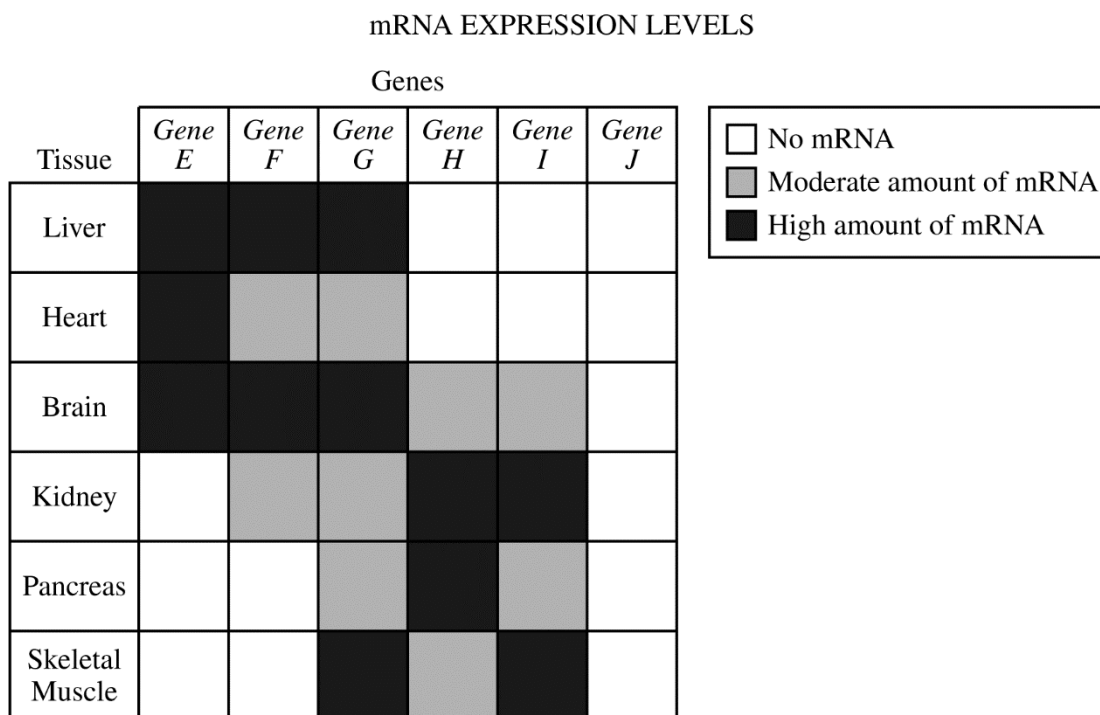 mRNA EXPRESSION LEVELS
Genes
Tissue
Gene E
Gene F
Gene G
Gene H
Gene I
Gene J
No mRNA
Moderate amount of mRNA
High amount of mRNA
Liver
Heart
Brain
Kidney
Pancreas
Skeletal
Muscle